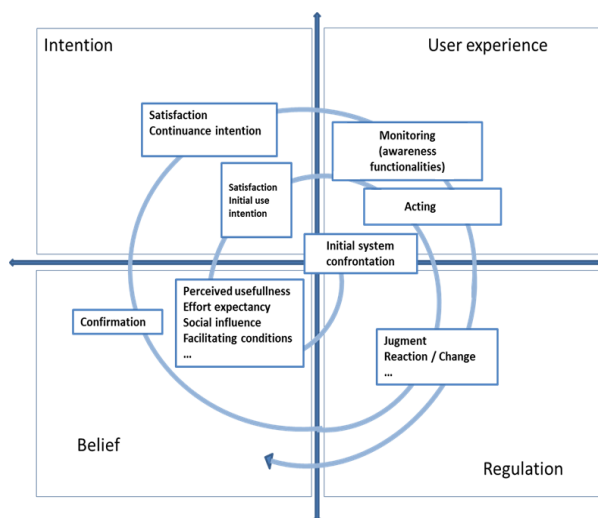 Intention
User experience
Satisfaction
Continuance intention
Monitoring
(awareness
functionalities)
Satisfaction
Initial use
intention
Acting
Initial system
confrontation
Perceived usefullness
Effort expectancy
Social influence
Facilitating conditions
...
Confirmation
Jugment
Reaction / Change
...
Belief
Regulation